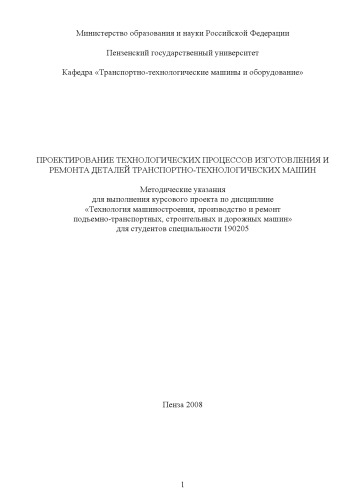 Министерство образования и науки Российской Федерации
Пензенский государственный университет
Кафедра «Транспортно-технологические машины и оборудование»
ПРОЕКТИРОВАНИЕ ТЕХНОЛОГИЧЕСКИХ ПРОЦЕССОВ ИЗГОТОВЛЕНИЯ И
РЕМОНТА ДЕТАЛЕЙ ТРАНСПОРТНО-ТЕХНОЛОГИЧЕСКИХ МАШИН
Методические указания
для выполнения курсового проекта по дисциплине
«Технология машиностроения, производство и ремонт
подъемно-транспортных, строительных и дорожных машин»
для студентов специальности 190205
Пенза 2008
1